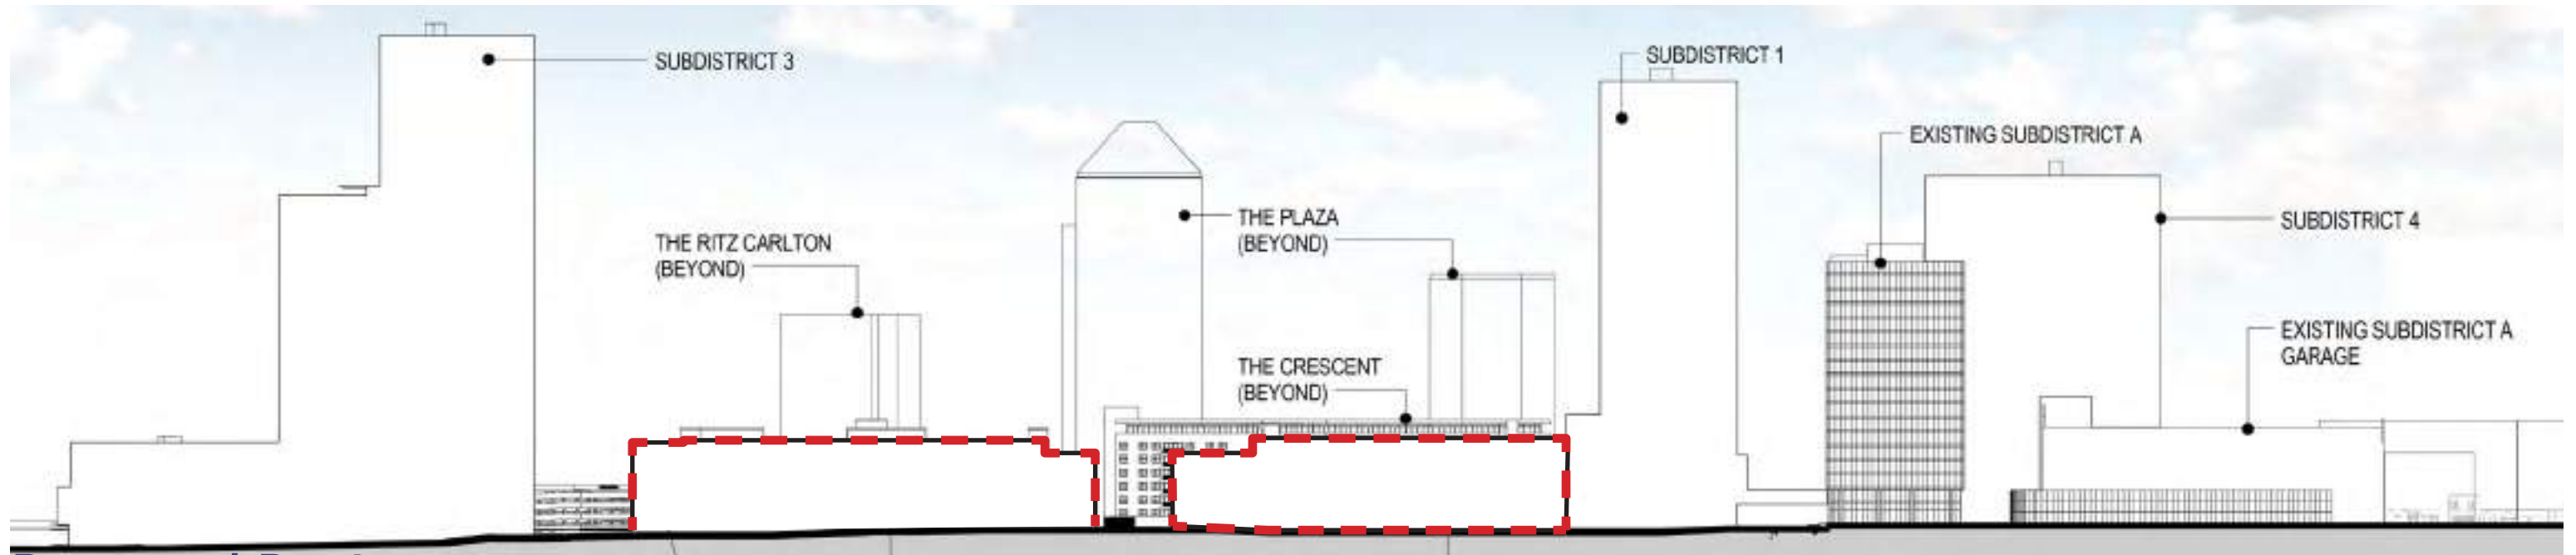 SUBDISTRICT 3
SUBDISTRICT 1
EXISTING SUBDISTRICT A
THE PLAZA
(BEYOND)
SUBDISTRICT 4
THE RITZ CARLTON
(BEYOND)
EXISTING SUBDISTRICT A
GARAGE
THE CRESCENT
(BEYOND)